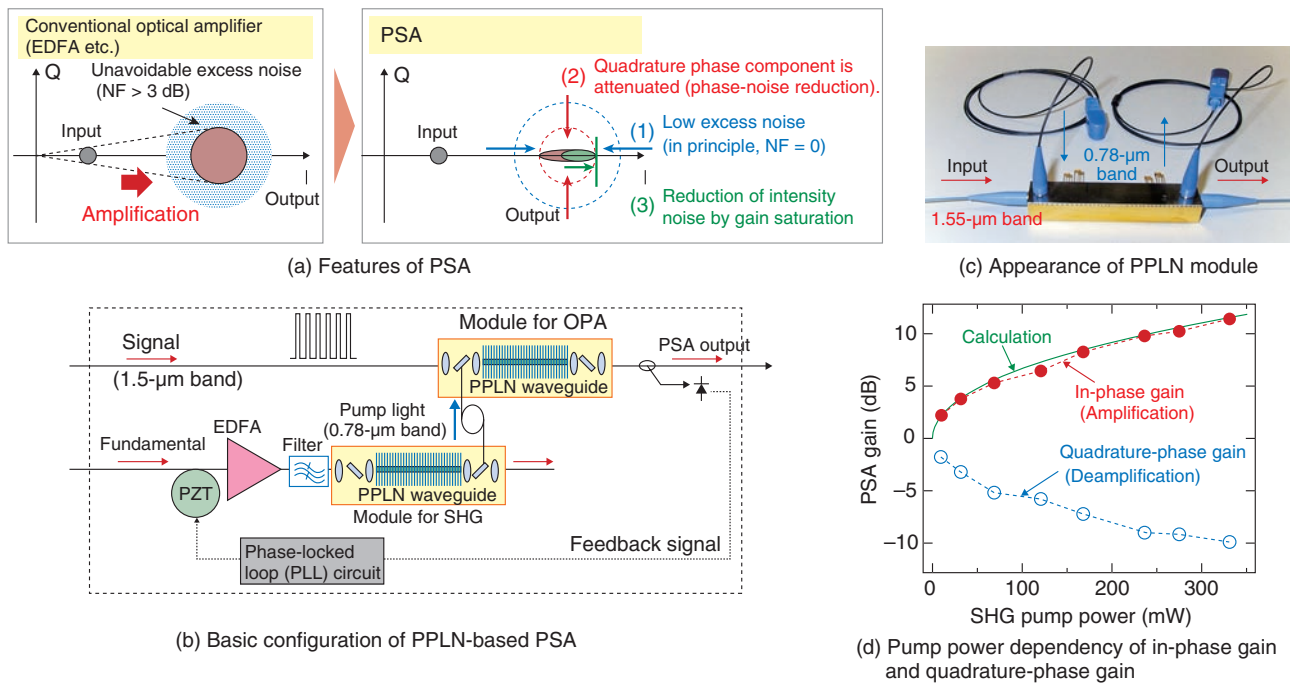 Conventional optical amplifier
(EDFA etc.)
Q
Unavoidable excess noise
(NF > 3 dB)
Input
I
Output
Amplification
PSA
Q
(2) Quadrature phase component is
attenuated (phase-noise reduction).
Input
(1) Low excess noise
(in principle, NF = 0)
I
Output
(3) Reduction of intensity
noise by gain saturation
(a) Features of PSA
Input
0.78-µm
band
Output
1.55-µm band
(c) Appearance of PPLN module
Signal
(1.5-µm band)
Module for OPA
PPLN waveguide
PSA output
Pump light
(0.78-µm band)
Fundamental
EDFA
Filter
PZT
PPLN waveguide
Module for SHG
Phase-locked
loop (PLL) circuit
Feedback signal
(b) Basic configuration of PPLN-based PSA
PSA gain (dB)
10
5
0
−5
−10
Calculation
In-phase gain
(Amplification)
Quadrature-phase gain
(Deamplification)
0
100
200
300
SHG pump power (mW)
(d) Pump power dependency of in-phase gain
and quadrature-phase gain